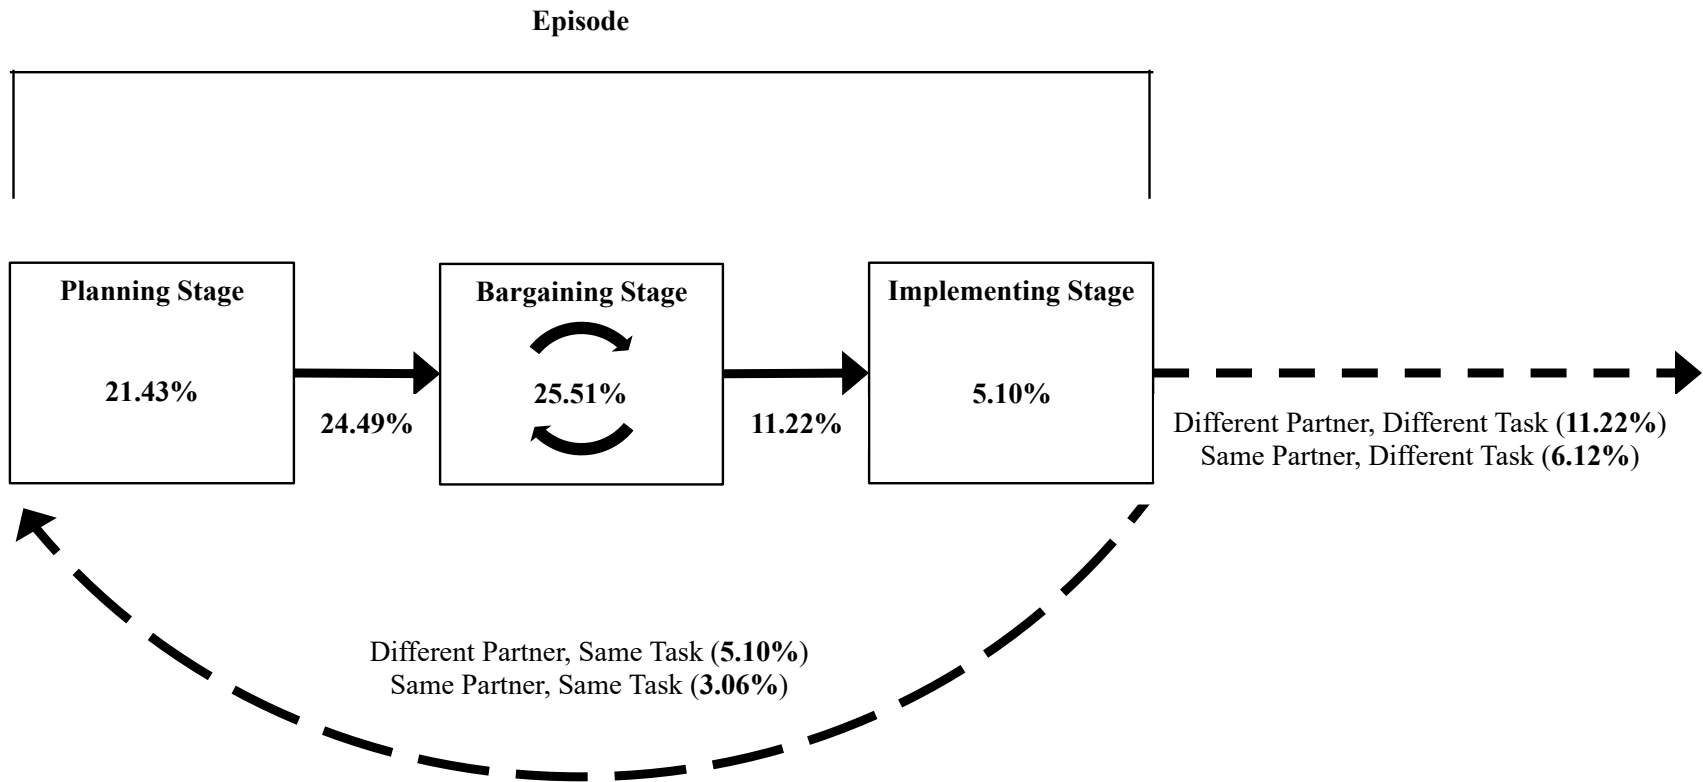 Episode
Planning Stage
21.43%
24.49%
Bargaining Stage
25.51%
11.22%
Implementing Stage
5.10%
Different Partner, Different Task (11.22%)
Same Partner, Different Task (6.12%)
Different Partner, Same Task (5.10%)
Same Partner, Same Task (3.06%)